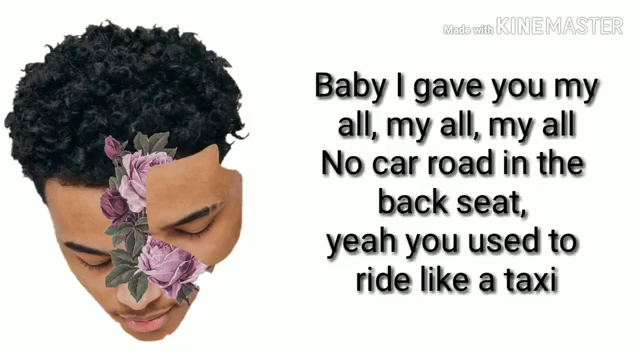 Made with KINEMASTER
Baby I gave you my
all, my all, my all
No car road in the
back seat,
yeah you used to
ride like a taxi